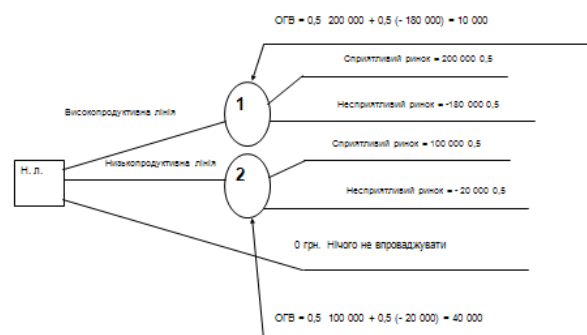 ОГВ = 0,5 200 000 + 0,5 (- 180 000) = 10 000
Сприятливий ринок = 200 000 0,5
1
Високопродуктивна лінія
Несприятливий ринок = -180 000 0,5
Сприятливий ринок = 100 000 0,5
Н. л.
Низькопродуктивна лінія
2
Несприятливий ринок = - 20 000 0,5
0 грн. Нічого не впроваджувати
ОГВ = 0,5 100 000 + 0,5 (- 20 000) = 40 000